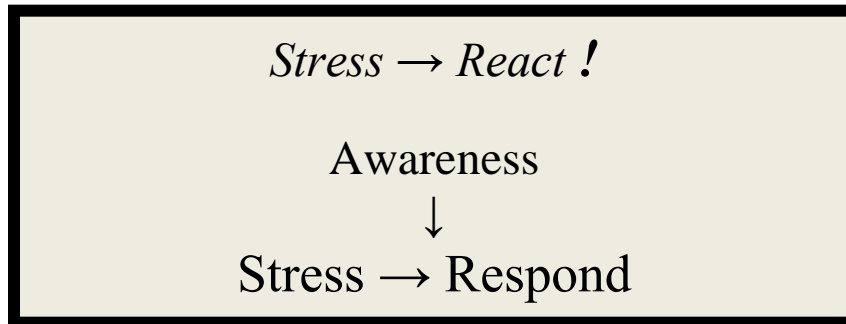 Stress → React !
Awareness
↓
Stress → Respond